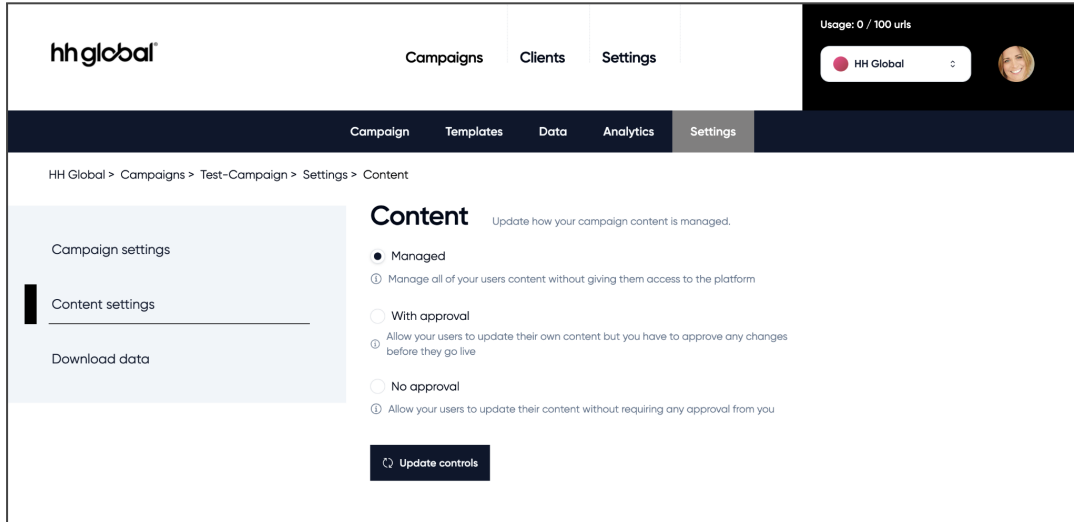 Usage: 0 / 100 urls
hh global®
Campaigns Clients Settings
HH Global
Campaign Templates Data Analytics Settings
HH Global > Campaigns > Test-Campaign > Settings > Content
Campaign settings
Content settings
Download data
Content Update how your campaign content is managed.
Managed
Manage all of your users content without giving them access to the platform
With approval
Allow your users to update their own content but you have to approve any changes
before they go live
No approval
Allow your users to update their content without requiring any approval from you
Update controls